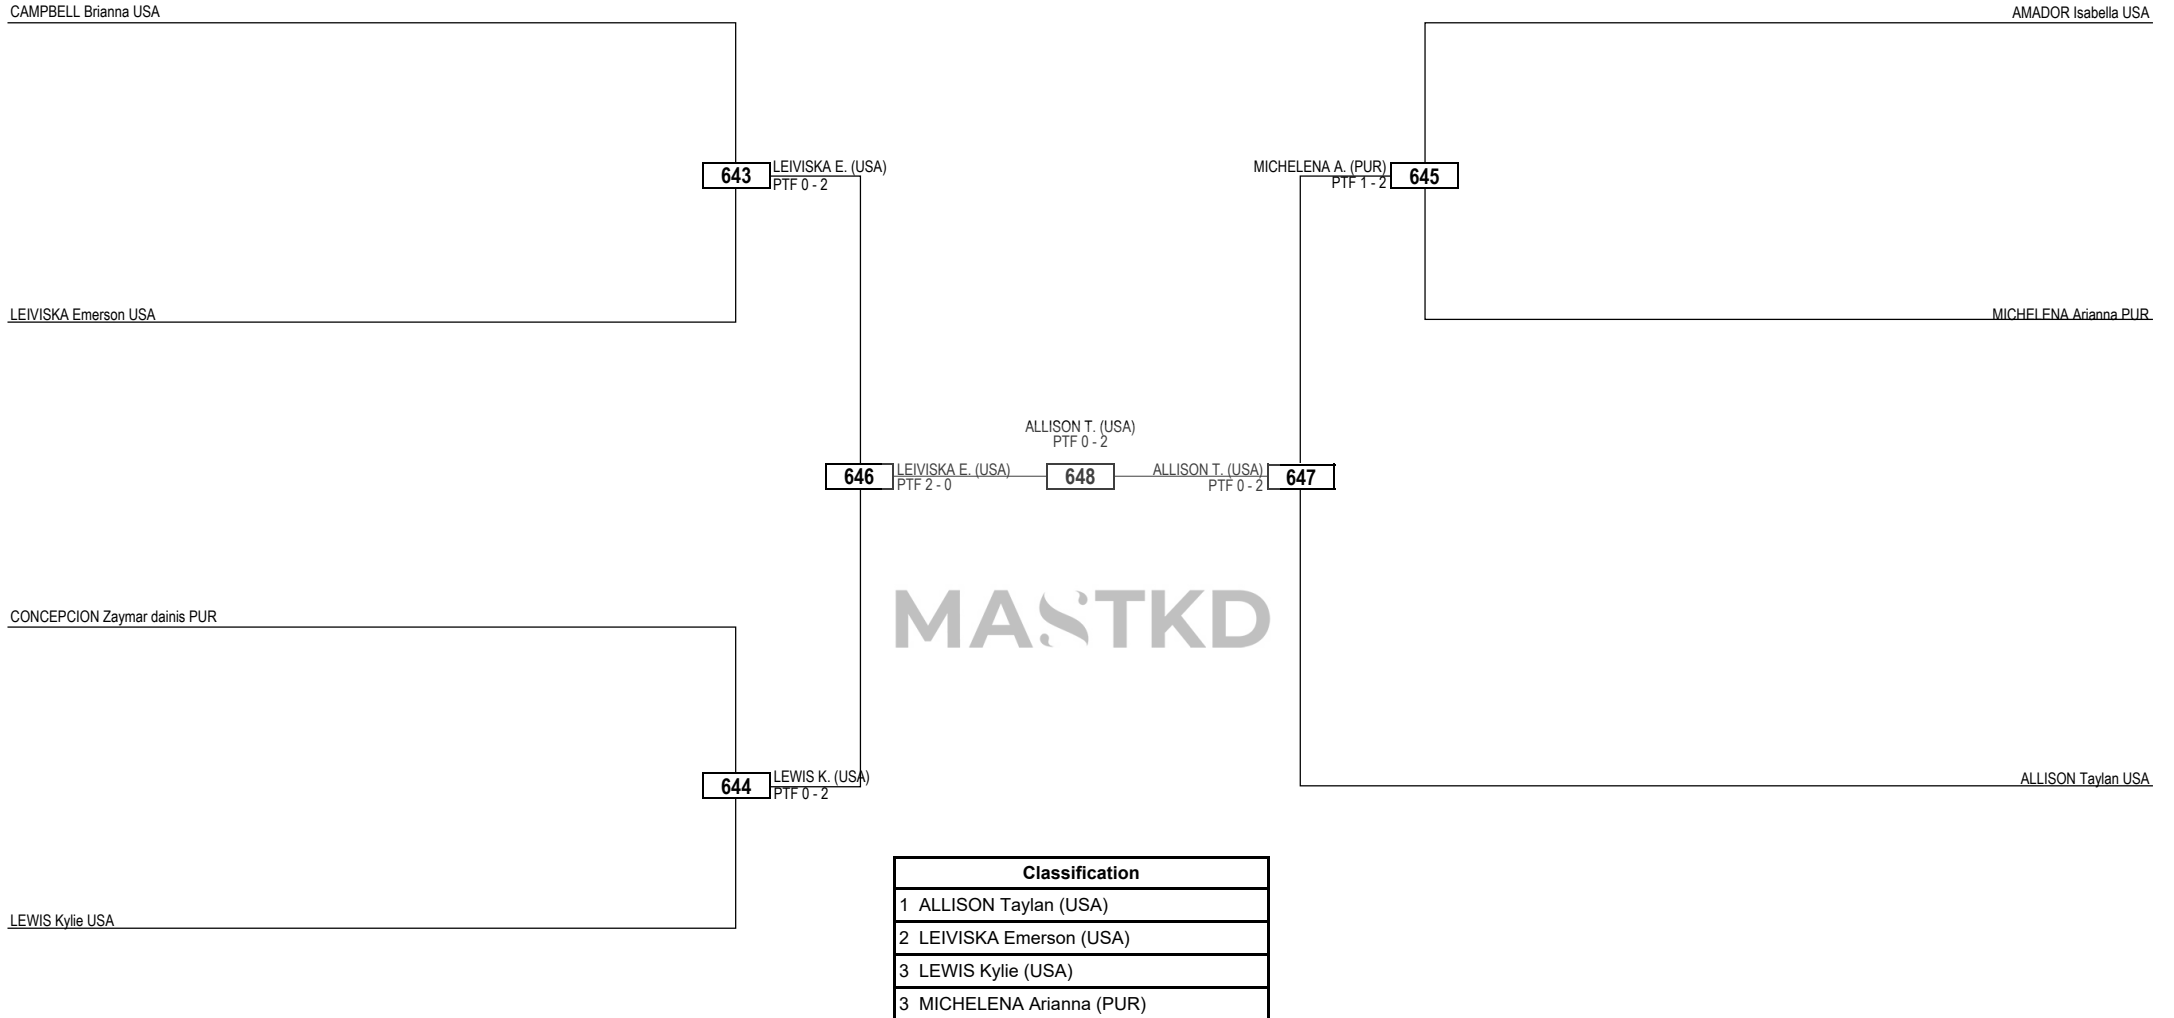 CAMPBELL Brianna USA
AMADOR Isabella USA
643
LEIVISKA E. (USA)
PTF 0 - 2
MICHELENA A. (PUR)
PTF 1 - 2
645
LEIVISKA Emerson USA
MICHELENA Arianna PUR
ALLISON T. (USA)
PTF 0 - 2
646
LEIVISKA E. (USA)
PTF 2 - 0
648
ALLISON T. (USA)
PTF 0 - 2
647
MASTKD
CONCEPCION Zaymar dainis PUR
644
LEWIS K. (USA)
PTF 0 - 2
ALLISON Taylan USA
LEWIS Kylie USA
Classification
1 ALLISON Taylan (USA)
2 LEIVISKA Emerson (USA)
3 LEWIS Kylie (USA)
3 MICHELENA Arianna (PUR)